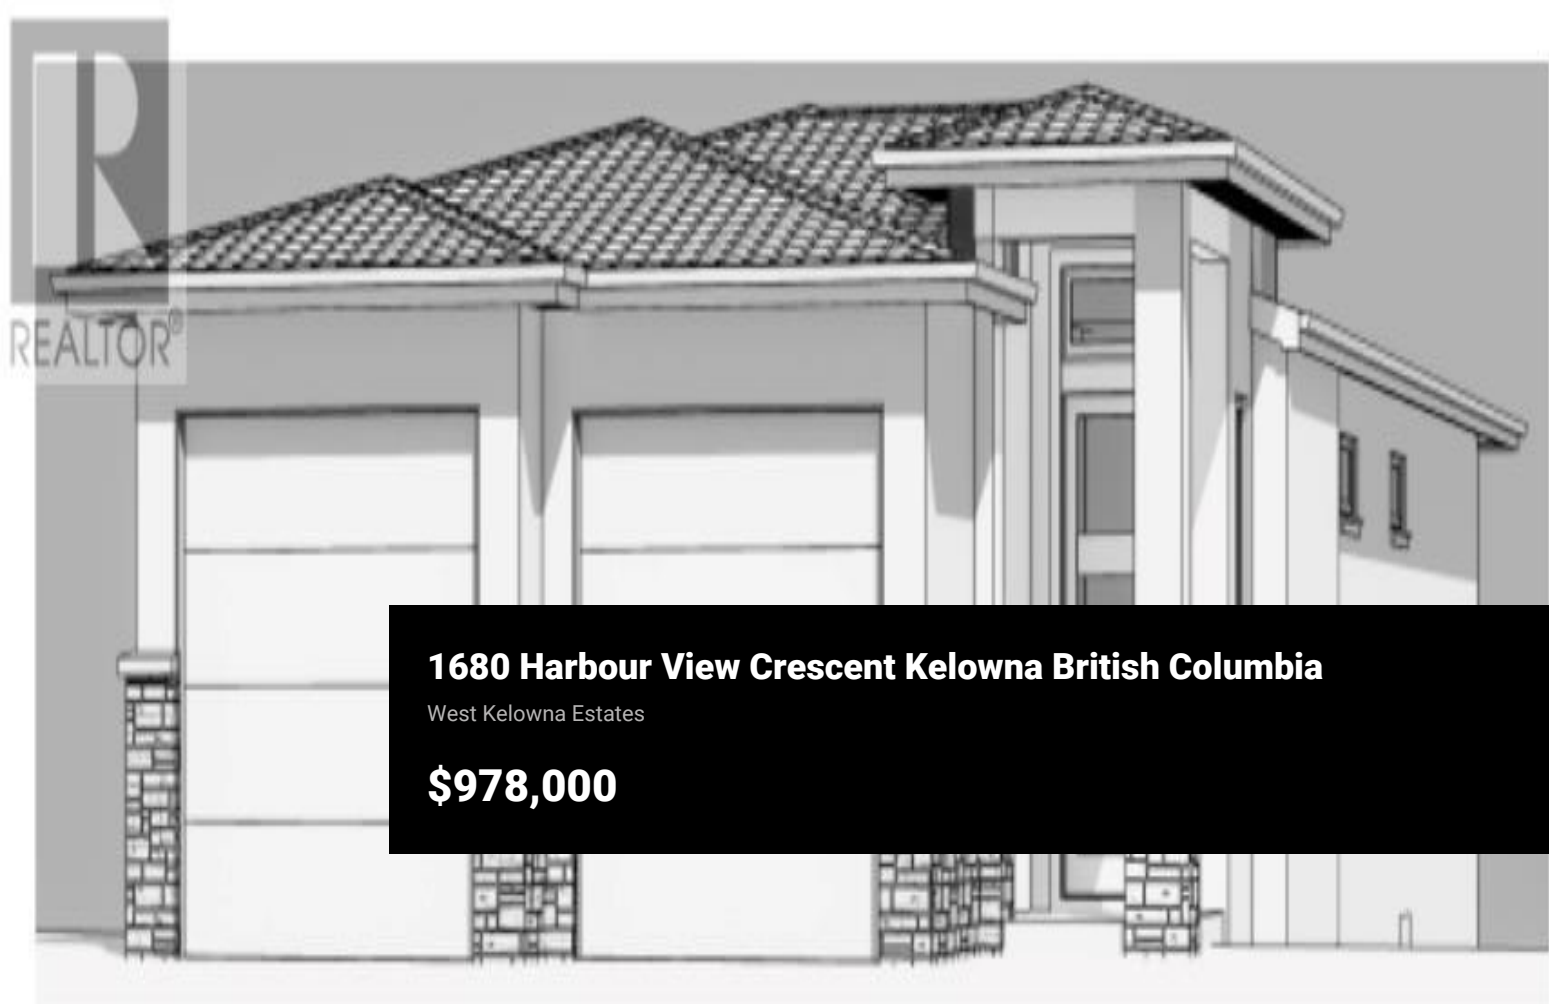 REALTOR®
1680 Harbour View Crescent Kelowna British Columbia
West Kelowna Estates
$978,000